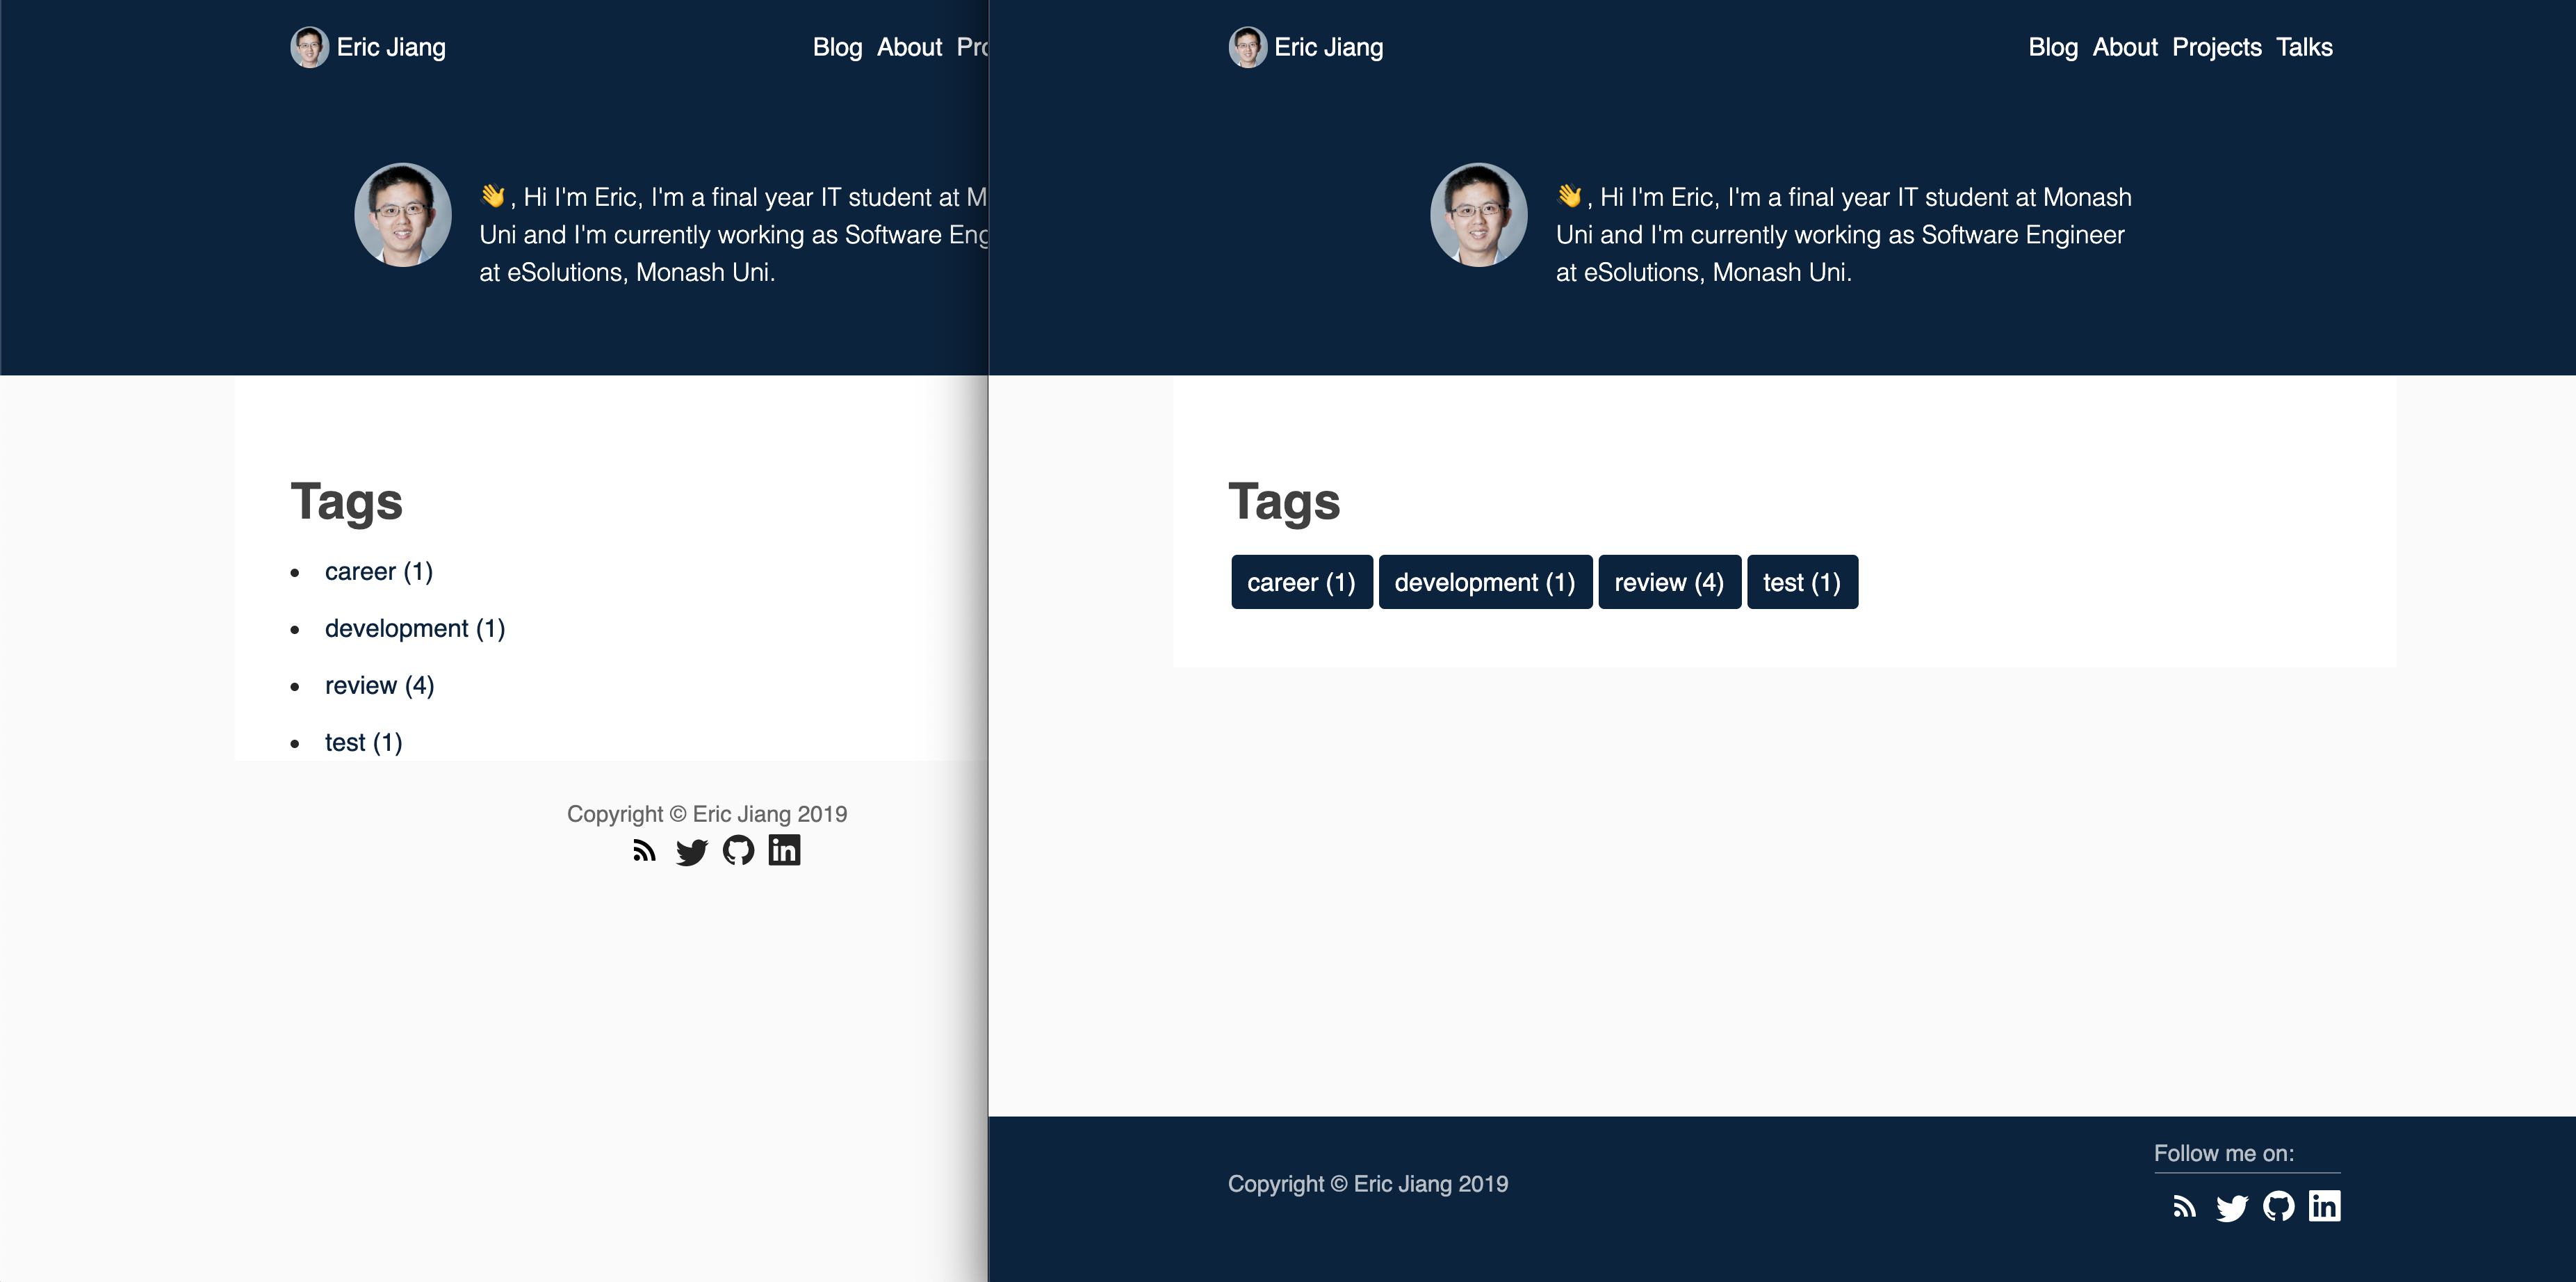 Eric Jiang
Blog About
👋, Hi I'm Eric, I'm a final year IT student at
Uni and I'm currently working as Software
at eSolutions, Monash Uni.
Tags
career (1)
development (1)
review (4)
test (1)
Copyright © Eric Jiang 2019
in
Eric Jiang
Blog About Projects Talks
👋, Hi I'm Eric, I'm a final year IT student at Monash
Uni and I'm currently working as Software Engineer
at eSolutions, Monash Uni.
Tags
career (1) development (1) review (4) test (1)
Copyright © Eric Jiang 2019
Follow me on:
in